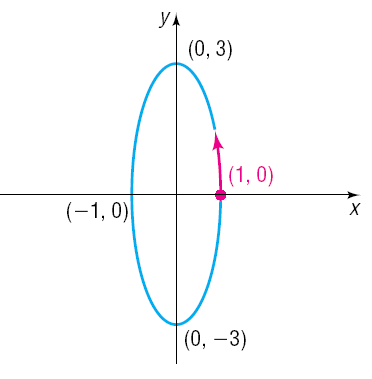 y
(0, 3)
(1, 0)
(−1, 0)
x
(0, −3)